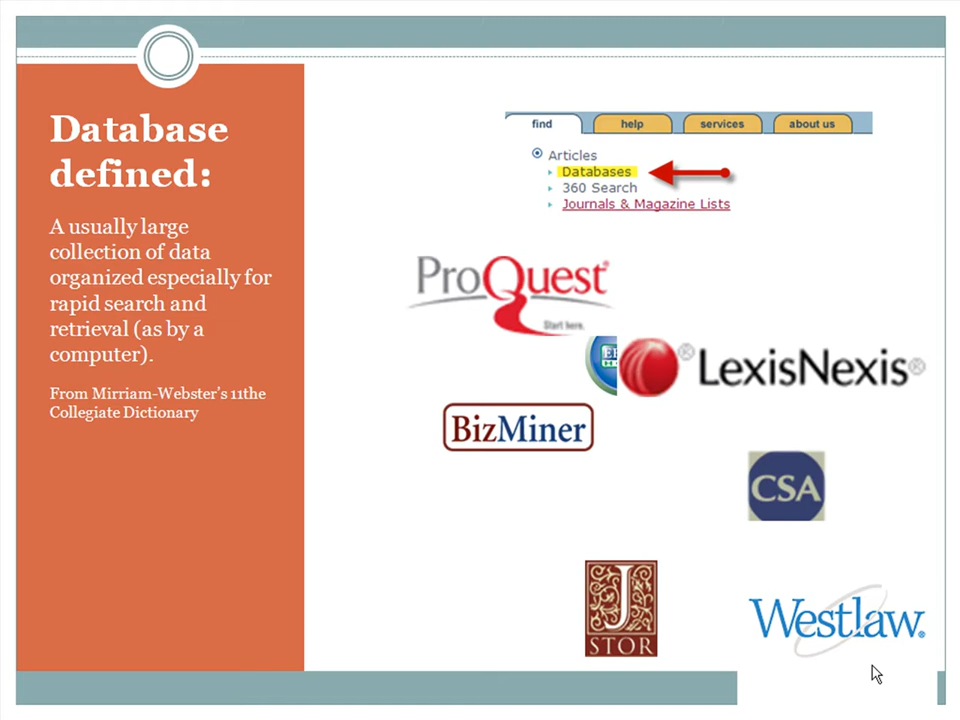 Database
defined:
A usually large
collection of data
organized especially for
rapid search and
retrieval (as by a
computer).
From Mirriam-Webster's 11the
Collegiate Dictionary
find help services about us
Articles
Databases
360 Search
Journals & Magazine Lists
ProQuest®
Start here.
® LexisNexis®
BizMiner
CSA
J
STOR
Westlaw®